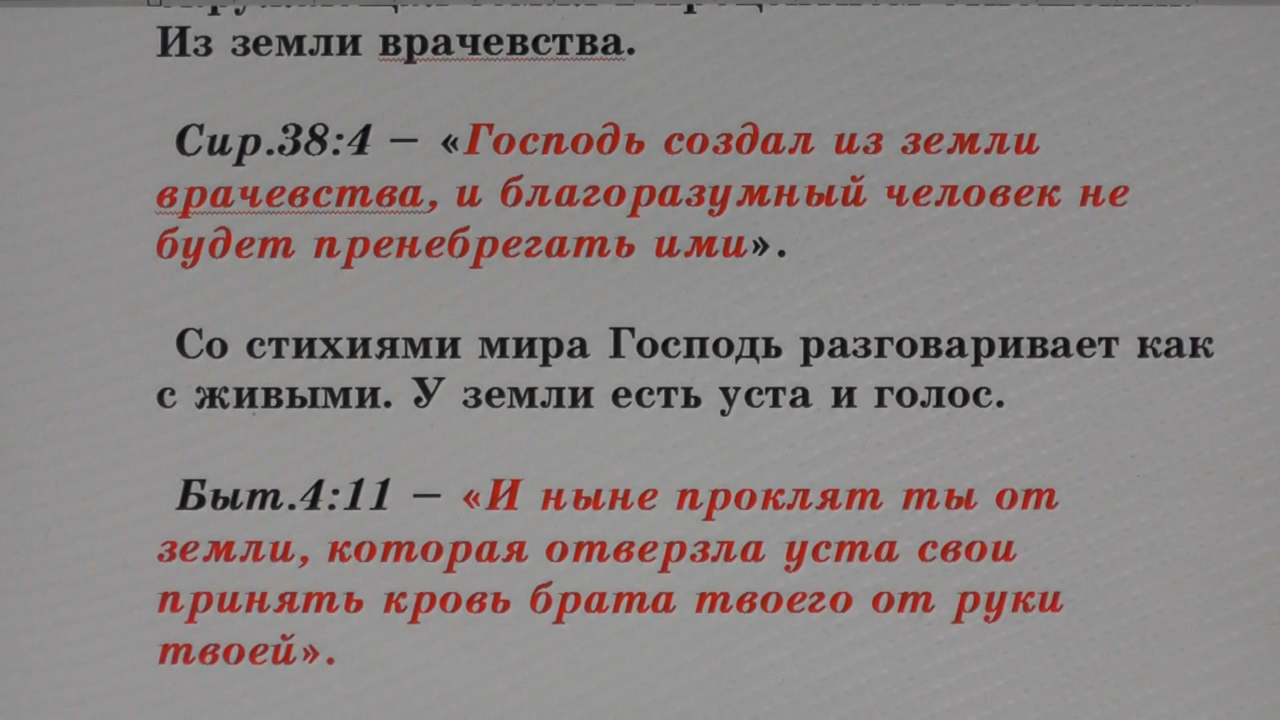 Из земли врачевства.
Сир.38:4 – «Господь создал из земли
врачевства, и благоразумный человек не
будет пренебрегать ими».
Со стихиями мира Господь разговаривает как
с живыми. У земли есть уста и голос.
Быт.4:11 – «И ныне проклят ты от
земли, которая отверзла уста свои
принять кровь брата твоего от руки
твоей».